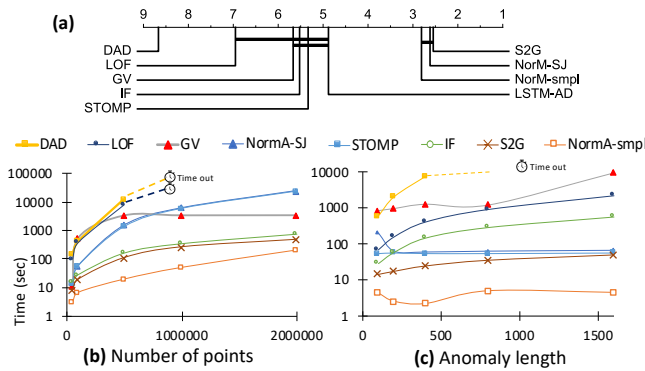 9 8 7 6 5 4 3 2 1
(a)
DAD S2G
LOF NorM-SJ
GV NorM-smpl
IF LSTM-AD
STOMP
DAD LOF GV NormA-SJ STOMP IF S2G NormA-smpl
Time (sec)
100000
10000
1000
100
10
1
Time out
0 1000000 2000000
(b) Number of points
100000
10000
1000
100
10
1
Time out
0 500 1000 1500
(c) Anomaly length